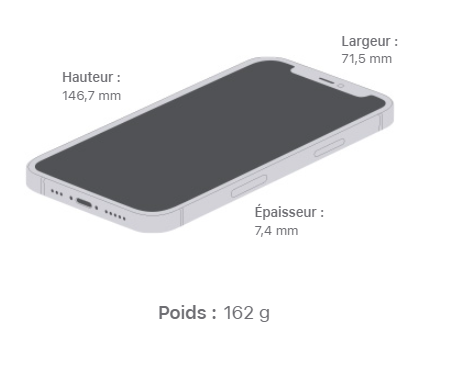 Largeur :
71,5 mm
Hauteur :
146,7 mm
Épaisseur :
7,4 mm
Poids : 162 g